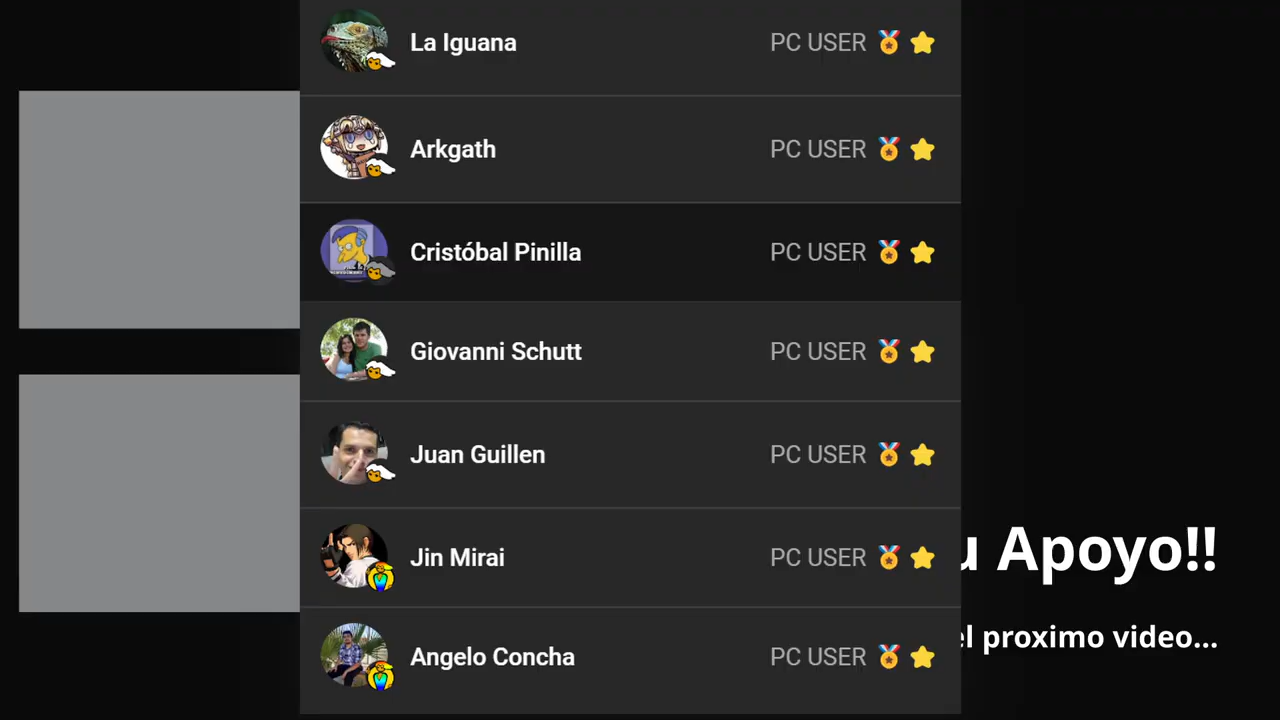 La Iguana PC USER
Arkgath PC USER
Cristóbal Pinilla PC USER
Giovanni Schutt PC USER
Juan Guillen PC USER
Jin Mirai PC USER
u Apoyo!!
el proximo video...
Angelo Concha PC USER